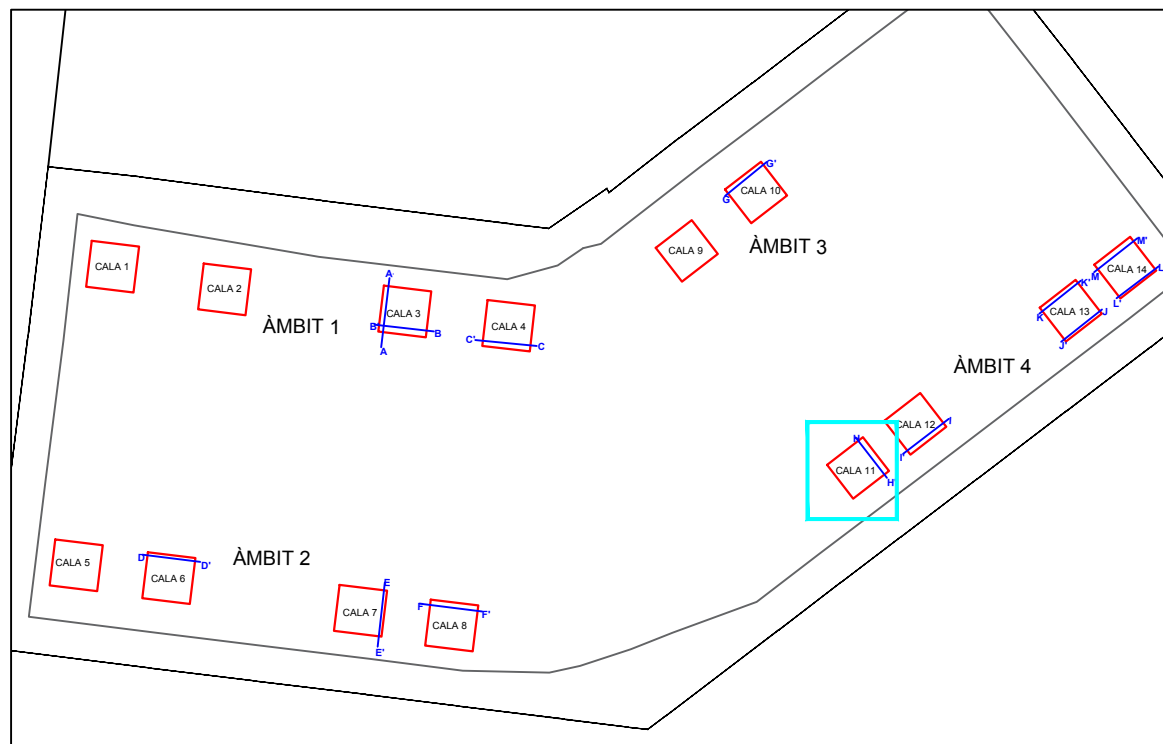 G'
CALA 10
G
M'
ÀMBIT 3
CALA 9
CALA 1
L
CALA 14
M
A'
CALA 2
K'
L'
CALA 3
CALA 13
J
K
ÀMBIT 1
B
B
CALA 4
C'
C
A
J'
ÀMBIT 4
I
CALA 12
H
I'
CALA 11
H'
D
ÀMBIT 2
CALA 5
D'
CALA 6
E
F
F'
CALA 7
CALA 8
E'